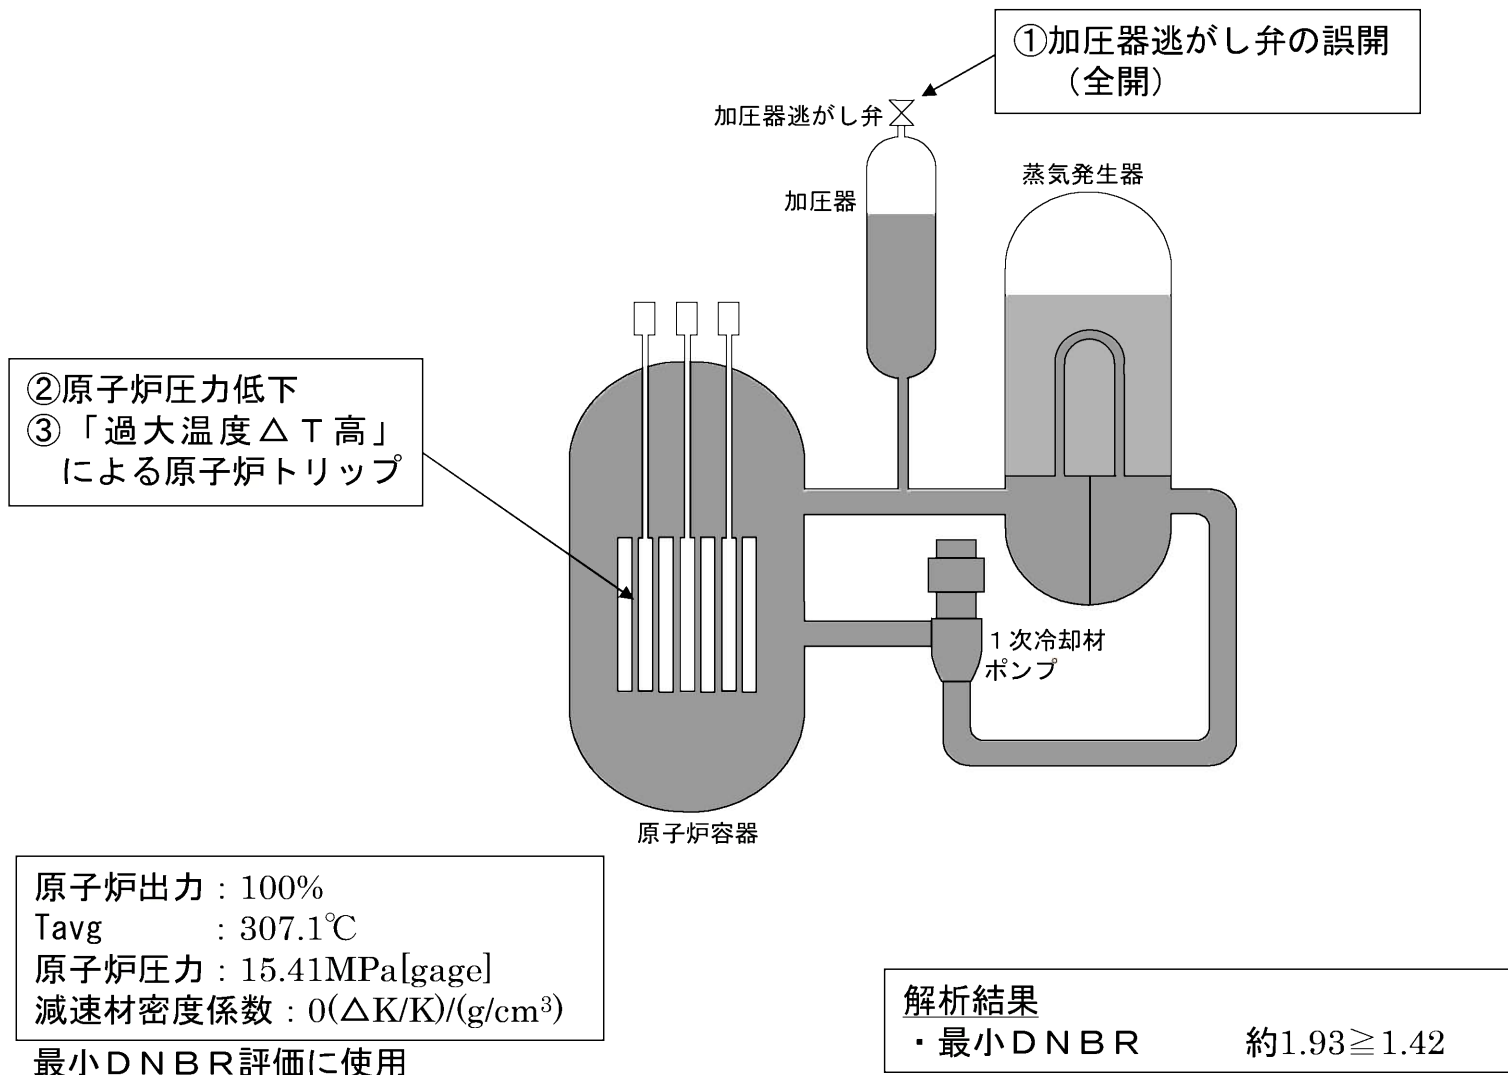 ①加圧器逃がし弁の誤開
（全開）
加圧器逃がし弁
加圧器
蒸気発生器
②原子炉圧力低下
③「過大温度△Ｔ高」
による原子炉トリップ
１次冷却材
ポンプ
原子炉容器
原子炉出力：100%
Tavg　　　：307.1℃
原子炉圧力：15.41MPa[gage]
減速材密度係数：0(△K/K)/(g/cm³)
最小ＤＮＢＲ評価に使用
解析結果
・最小ＤＮＢＲ　　約1.93≧1.42